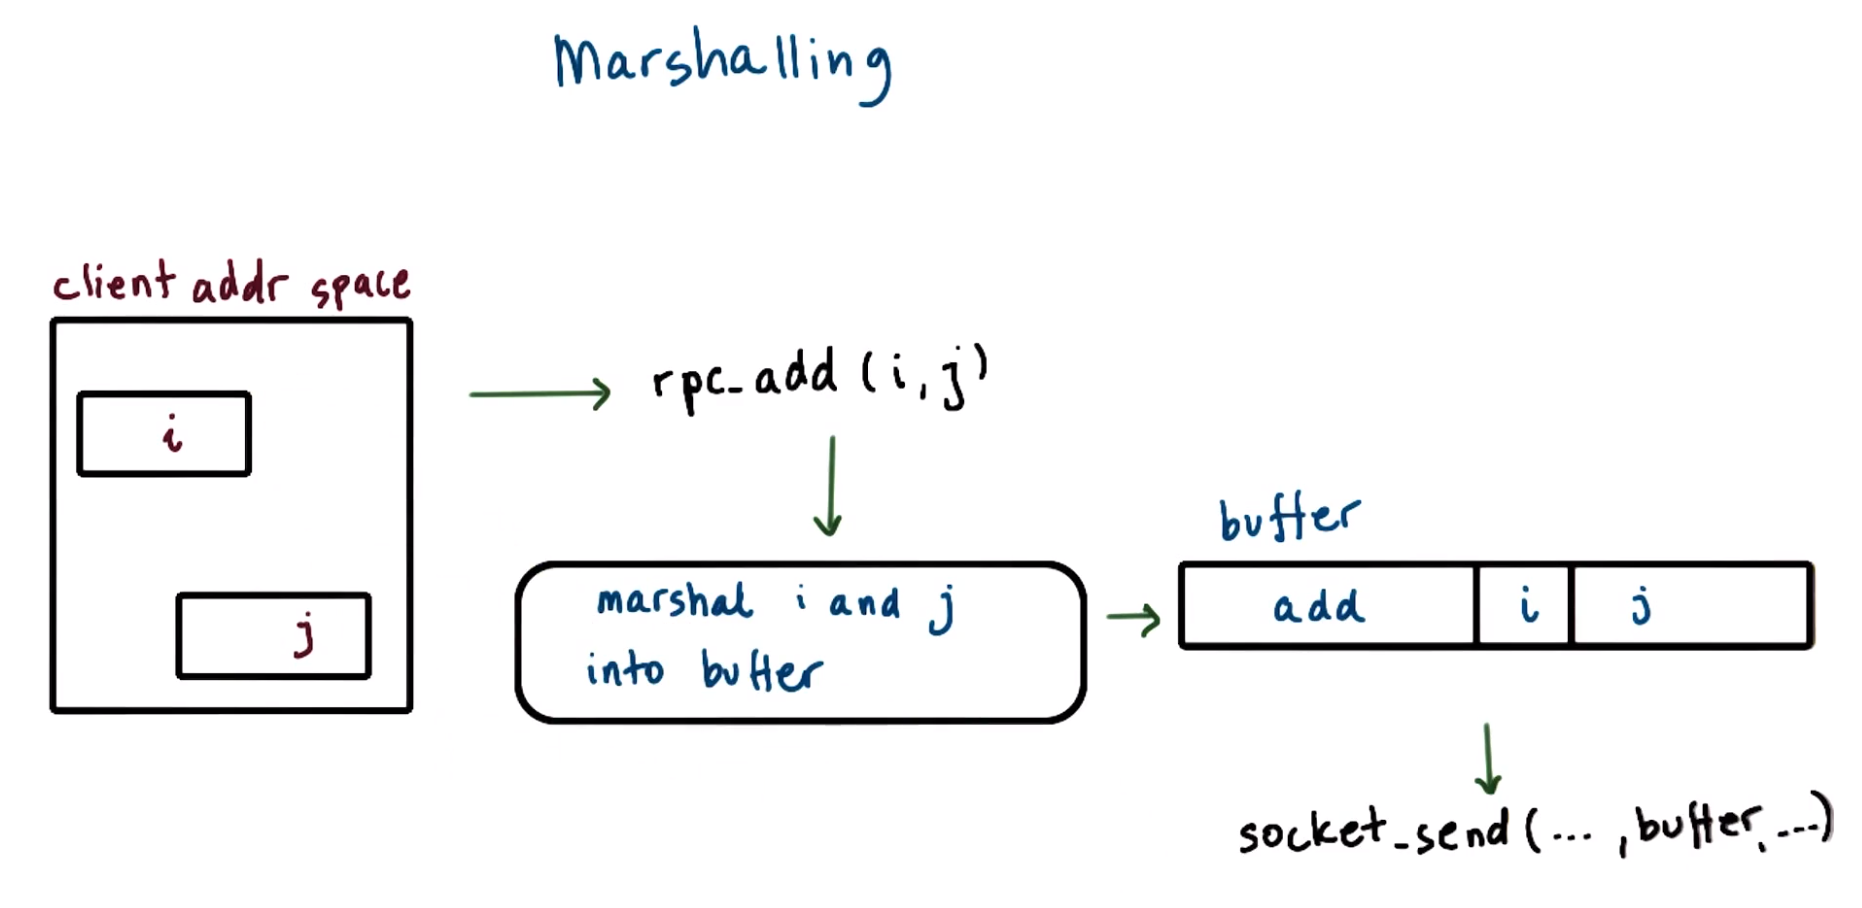 Marshalling
client addr space
i
j
rpc_add (i,j)
marshal i and j
into buffer
buffer
add i j
socket_send (... ,buffer, ...)